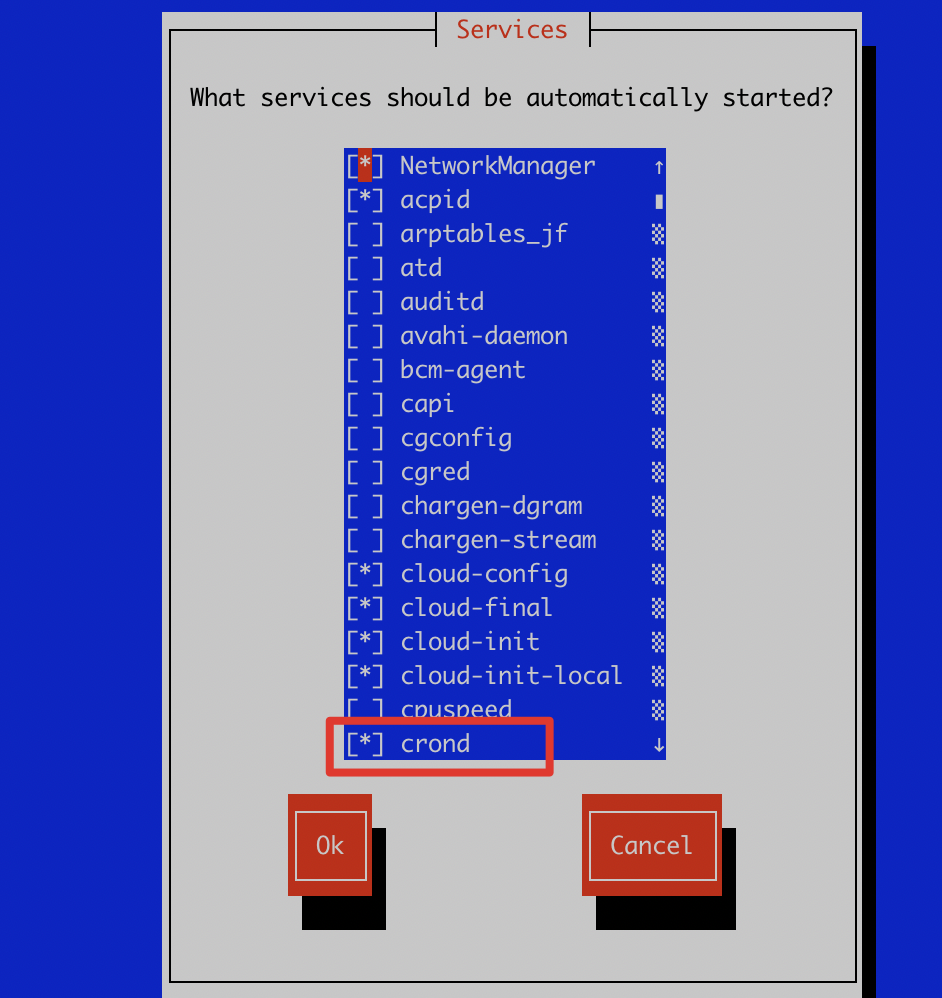 Services
What services should be automatically started?
[*] NetworkManager ↑
[*] acpid
[ ] arptables_jf
[ ] atd
[ ] auditd
[ ] avahi-daemon
[ ] bcm-agent
[ ] capi
[ ] cgconfig
[ ] cgred
[ ] chargen-dgram
[ ] chargen-stream
[*] cloud-config
[*] cloud-final
[*] cloud-init
[*] cloud-init-local
[ ] cpuspeed
[*] crond ↓
Ok Cancel